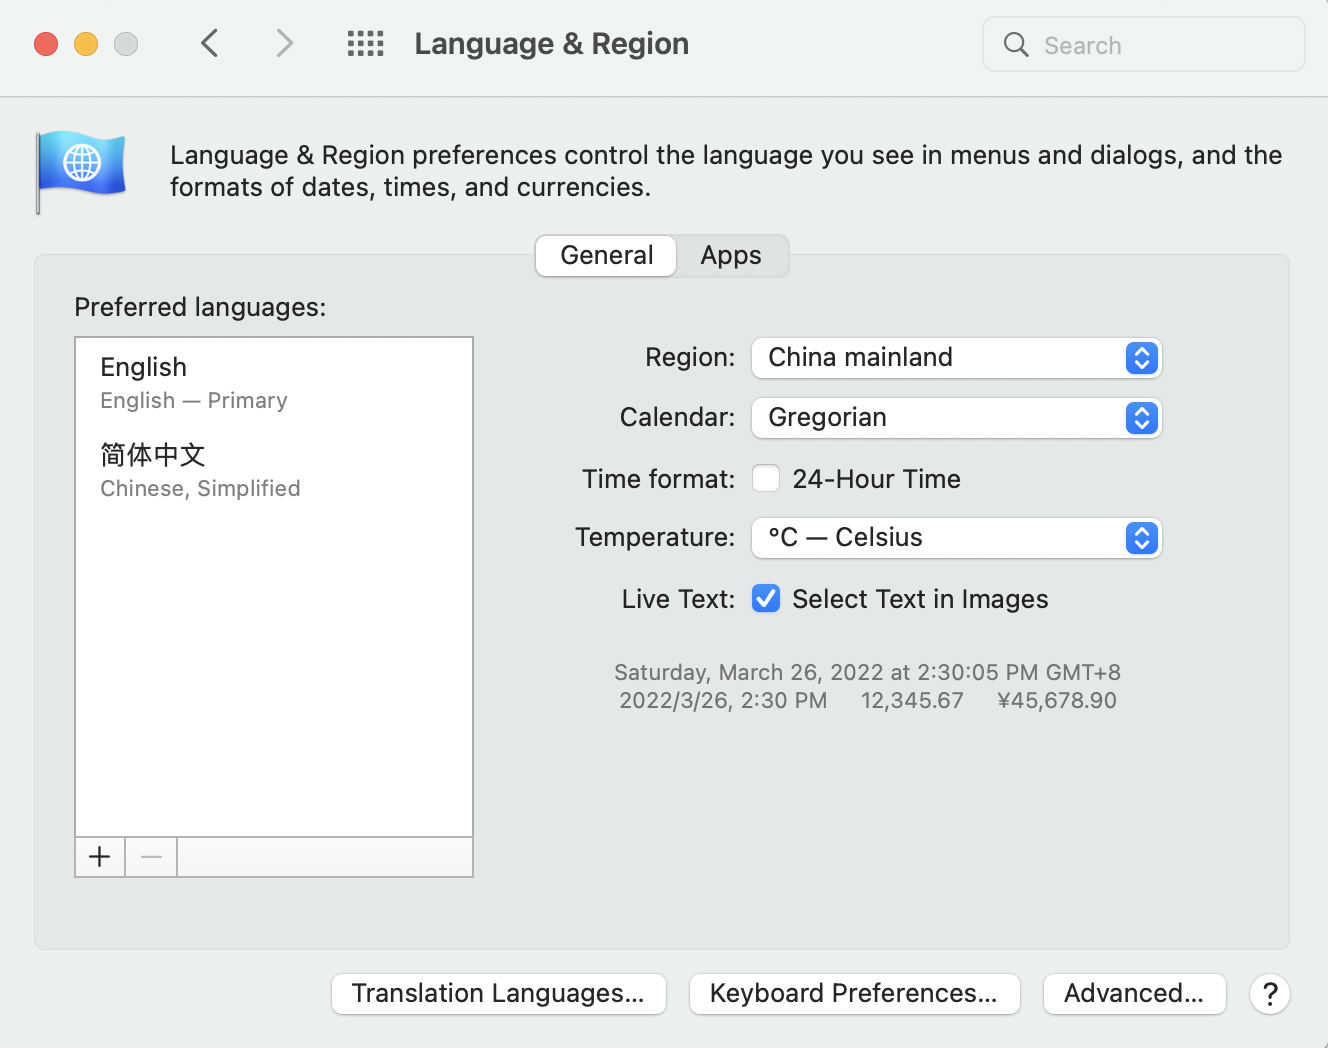 Language & Region
Search
Language & Region preferences control the language you see in menus and dialogs, and the
formats of dates, times, and currencies.
General
Apps
Preferred languages:
English
English — Primary
简体中文
Chinese, Simplified
Region:
China mainland
Calendar:
Gregorian
Time format:
24-Hour Time
Temperature:
°C — Celsius
Live Text:
Select Text in Images
Saturday, March 26, 2022 at 2:30:05 PM GMT+8
2022/3/26, 2:30 PM 12,345.67 ¥45,678.90
Translation Languages...
Keyboard Preferences...
Advanced...
?